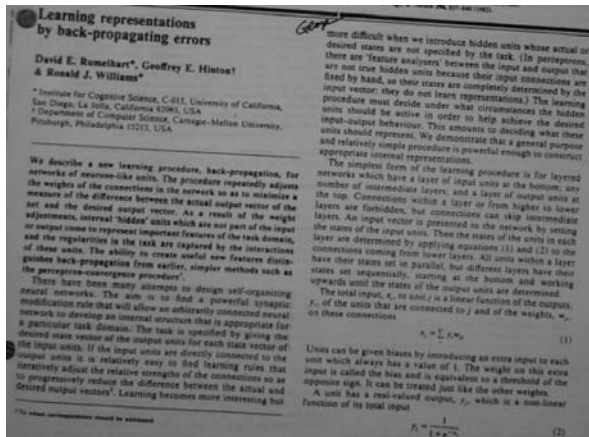 Learning representations
by back-propagating errors
David E. Rumelhart*, Geoffrey E. Hinton†
& Ronald J. Williams*
* Institute for Cognitive Science, C-015, University of California,
San Diego, La Jolla, California 92093, USA
† Department of Computer Science, Carnegie-Mellon University,
Pittsburgh, Philadelphia 15213, USA
We describe a new learning procedure, back-propagation, for
networks of neurone-like units. The procedure repeatedly adjusts
the weights of the connections in the network so as to minimize a
measure of the difference between the actual output vector of the
net and the desired output vector. As a result of the weight
adjustments, internal 'hidden' units which are not part of the input
or output come to represent important features of the task domain,
and the regularities in the task are captured by the interactions
of these units. The ability to create useful new features distin-
guishes back-propagation from earlier, simpler methods such as
the perceptron-convergence procedure¹.
There have been many attempts to design self-organizing
neural networks. The aim is to find a powerful synaptic
modification rule that will allow an arbitrarily connected neural
network to develop an internal structure that is appropriate for
a particular task domain. The task is specified by giving the
desired state vector of the output units for each state vector of
the input units. If the input units are directly connected to the
output units it is relatively easy to find learning rules that
iteratively adjust the relative strengths of the connections so as
to progressively reduce the difference between the actual and
desired output vectors². Learning becomes more interesting but
† To whom correspondence should be addressed.
more difficult when we introduce hidden units whose actual or
desired states are not specified by the task. (In perceptrons,
there are 'feature analysers' between the input and output that
are not true hidden units because their input connections are
fixed by hand, so their states are completely determined by the
input vector: they do not learn representations.) The learning
procedure must decide under what circumstances the hidden
units should be active in order to help achieve the desired
input-output behaviour. This amounts to deciding what these
units should represent. We demonstrate that a general purpose
and relatively simple procedure is powerful enough to construct
appropriate internal representations.
The simplest form of the learning procedure is for layered
networks which have a layer of input units at the bottom; any
number of intermediate layers; and a layer of output units at
the top. Connections within a layer or from higher to lower
layers are forbidden, but connections can skip intermediate
layers. An input vector is presented to the network by setting
the states of the input units. Then the states of the units in each
layer are determined by applying equations (1) and (2) to the
connections coming from lower layers. All units within a layer
have their states set in parallel, but different layers have their
states set sequentially, starting at the bottom and working
upwards until the states of the output units are determined.
The total input, xⱼ, to unit j is a linear function of the outputs,
yᵢ, of the units that are connected to j and of the weights, wⱼᵢ,
on these connections
xⱼ = ∑ yᵢwⱼᵢ (1)
Units can be given biases by introducing an extra input to each
unit which always has a value of 1. The weight on this extra
input is called the bias and is equivalent to a threshold of the
opposite sign. It can be treated just like the other weights.
A unit has a real-valued output, yⱼ, which is a non-linear
function of its total input
yⱼ = 1/(1+e^−xⱼ) (2)